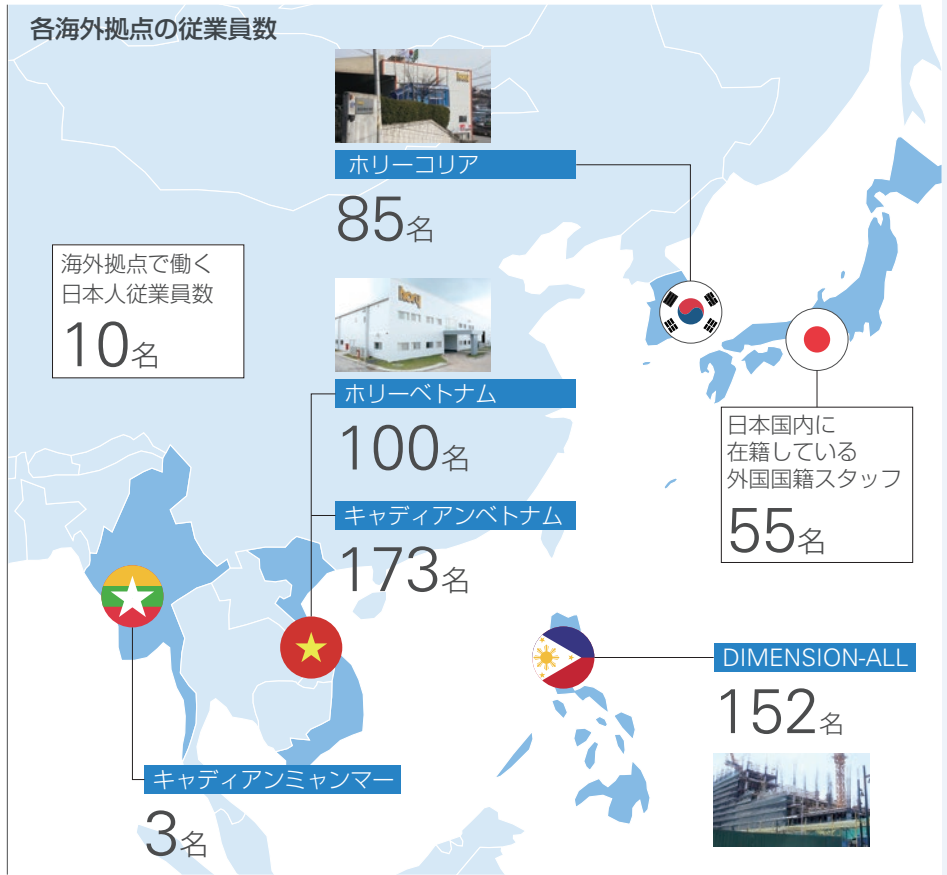 各海外拠点の従業員数
ホリーコリア
85名
海外拠点で働く
日本人従業員数
10名
hory
ホリーベトナム
100名
キャディアンベトナム
173名
日本国内に
在籍している
外国国籍スタッフ
55名
DIMENSION-ALL
152名
キャディアンミャンマー
3名